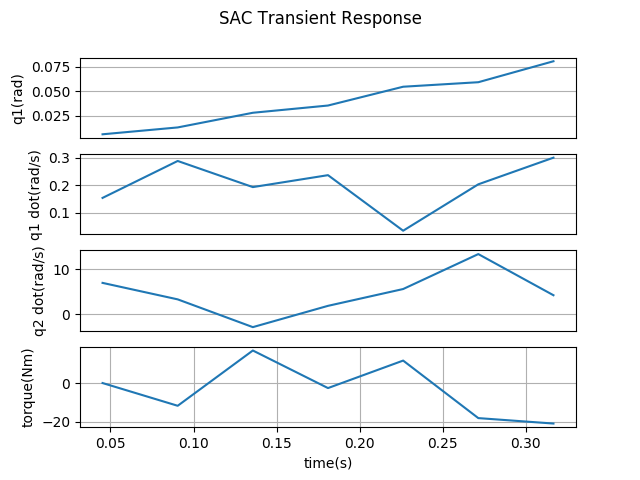 SAC Transient Response
0.075
0.050
0.025
q1(rad)
0.3
0.2
0.1
q1 dot(rad/s)
10
0
q2 dot(rad/s)
0
−20
torque(Nm)
0.05 0.10 0.15 0.20 0.25 0.30
time(s)